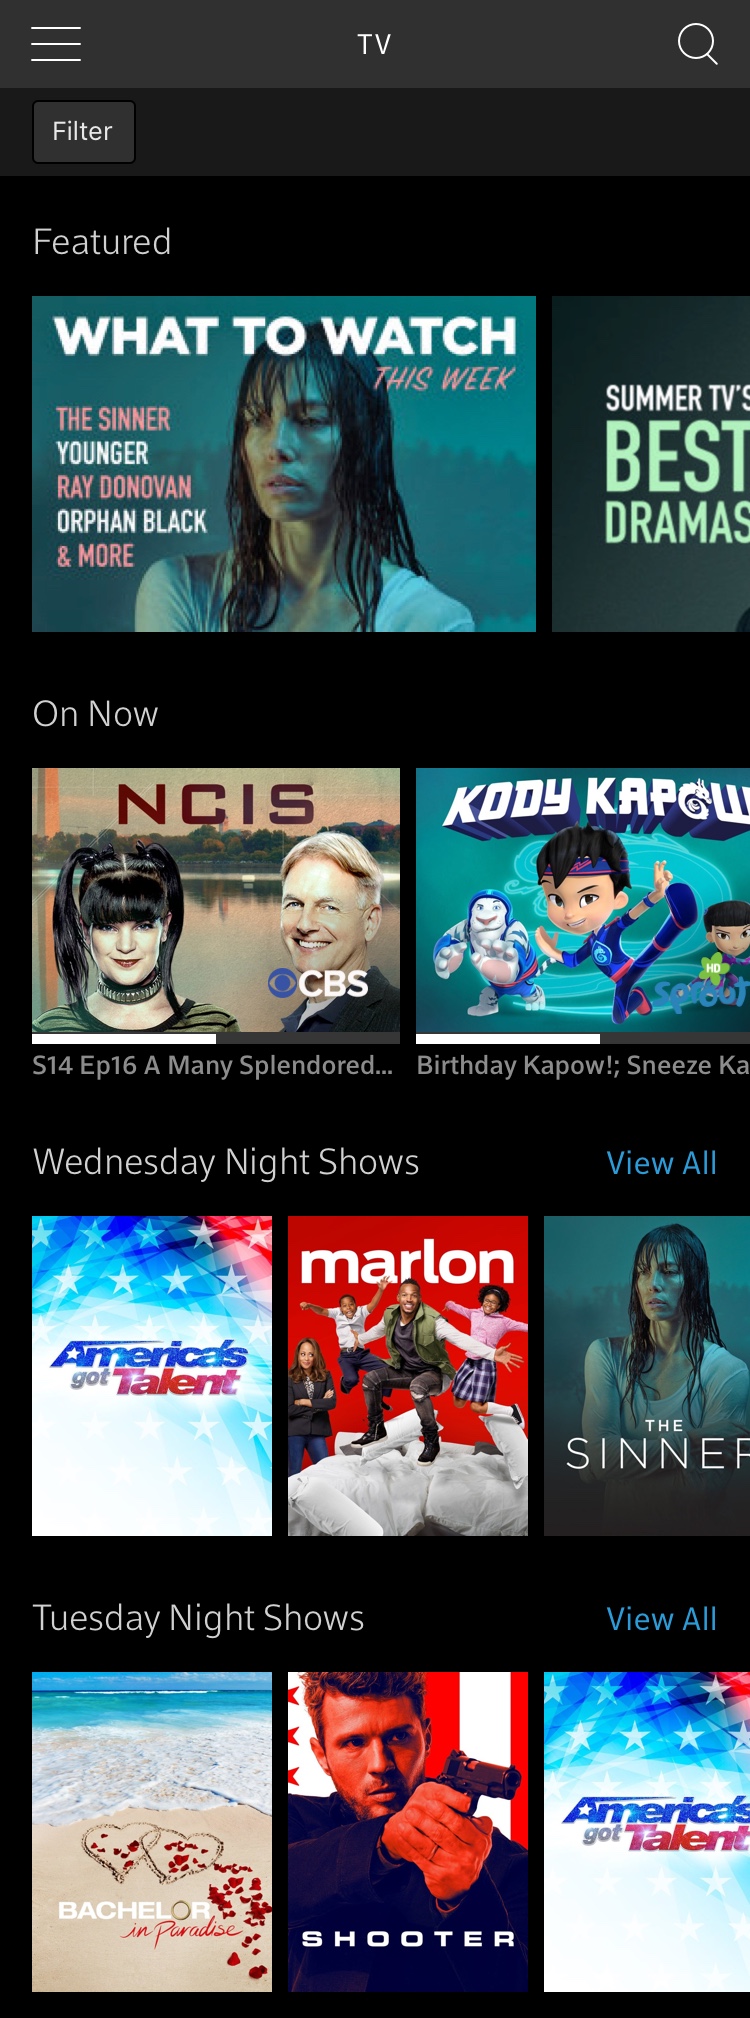 TV
Filter
Featured
WHAT TO WATCH
THIS WEEK
THE SINNER
YOUNGER
RAY DONOVAN
ORPHAN BLACK
& MORE
SUMMER TV'S
BEST
DRAMAS
On Now
NCIS
CBS
KODY KAPOW
HD
sprout
S14 Ep16 A Many Splendored...
Birthday Kapow!; Sneeze Ka
Wednesday Night Shows
View All
America's
got Talent
marlon
THE
SINNER
Tuesday Night Shows
View All
BACHELOR
in Paradise
SHOOTER
America's
got Talent